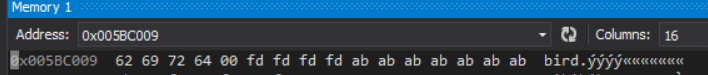 Memory 1
Address: 0x005BC009 Columns: 16
0x005BC009 62 69 72 64 00 fd fd fd fd ab ab ab ab ab ab ab bird.ýýýý«««««««